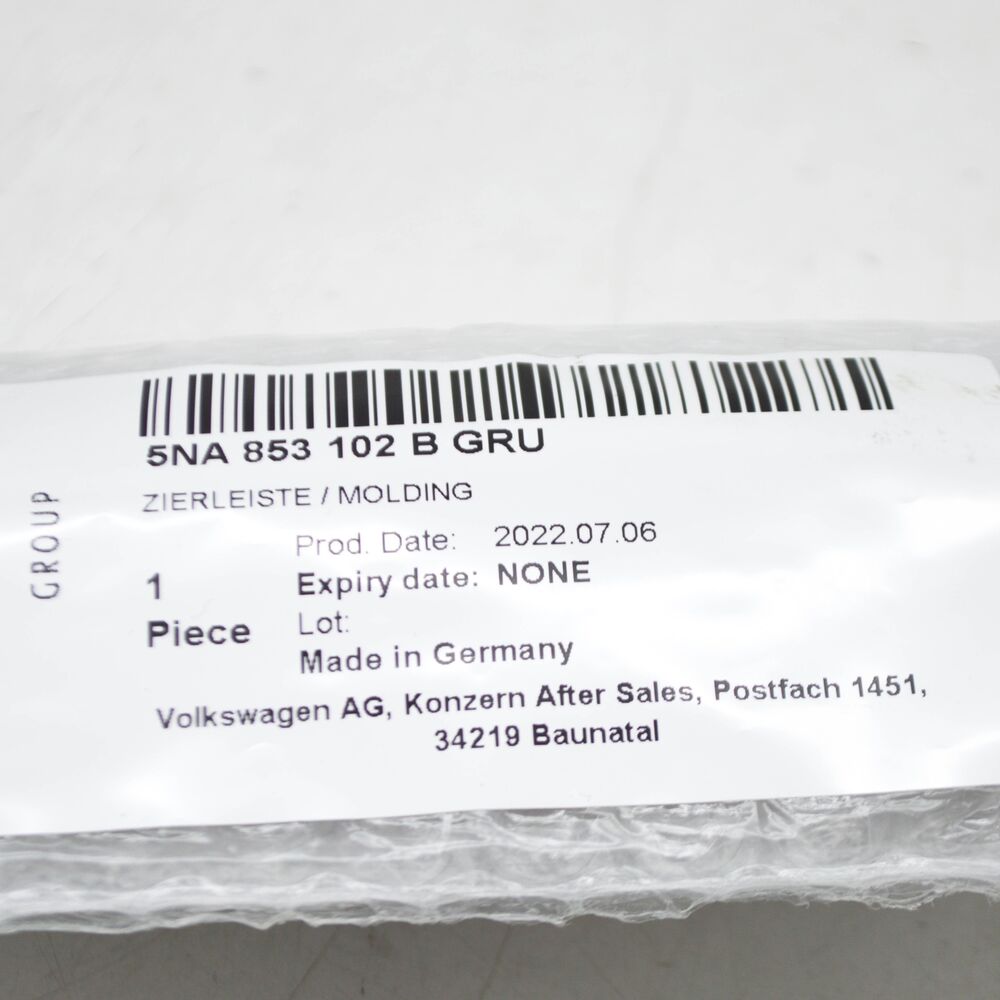 5NA 853 102 B GRU
ZIERLEISTE / MOLDING
GROUP
Prod. Date: 2022.07.06
1 Expiry date: NONE
Piece Lot:
Made in Germany
Volkswagen AG, Konzern After Sales, Postfach 1451,
34219 Baunatal